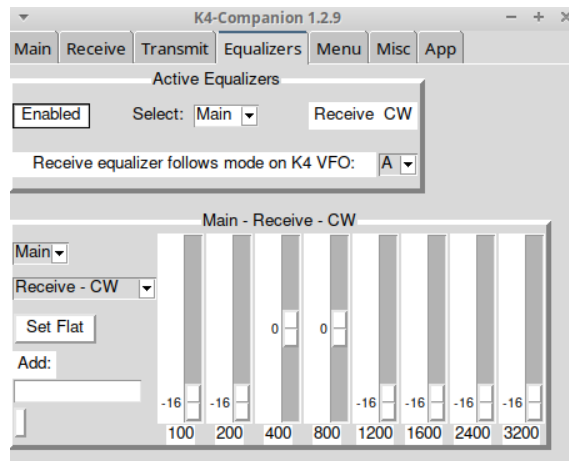 K4-Companion 1.2.9
Main Receive Transmit Equalizers Menu Misc App
Active Equalizers
Enabled Select: Main Receive CW
Receive equalizer follows mode on K4 VFO: A
Main - Receive - CW
Main
Receive - CW
Set Flat
0 0
Add:
-16 -16 -16 -16 -16 -16
100 200 400 800 1200 1600 2400 3200